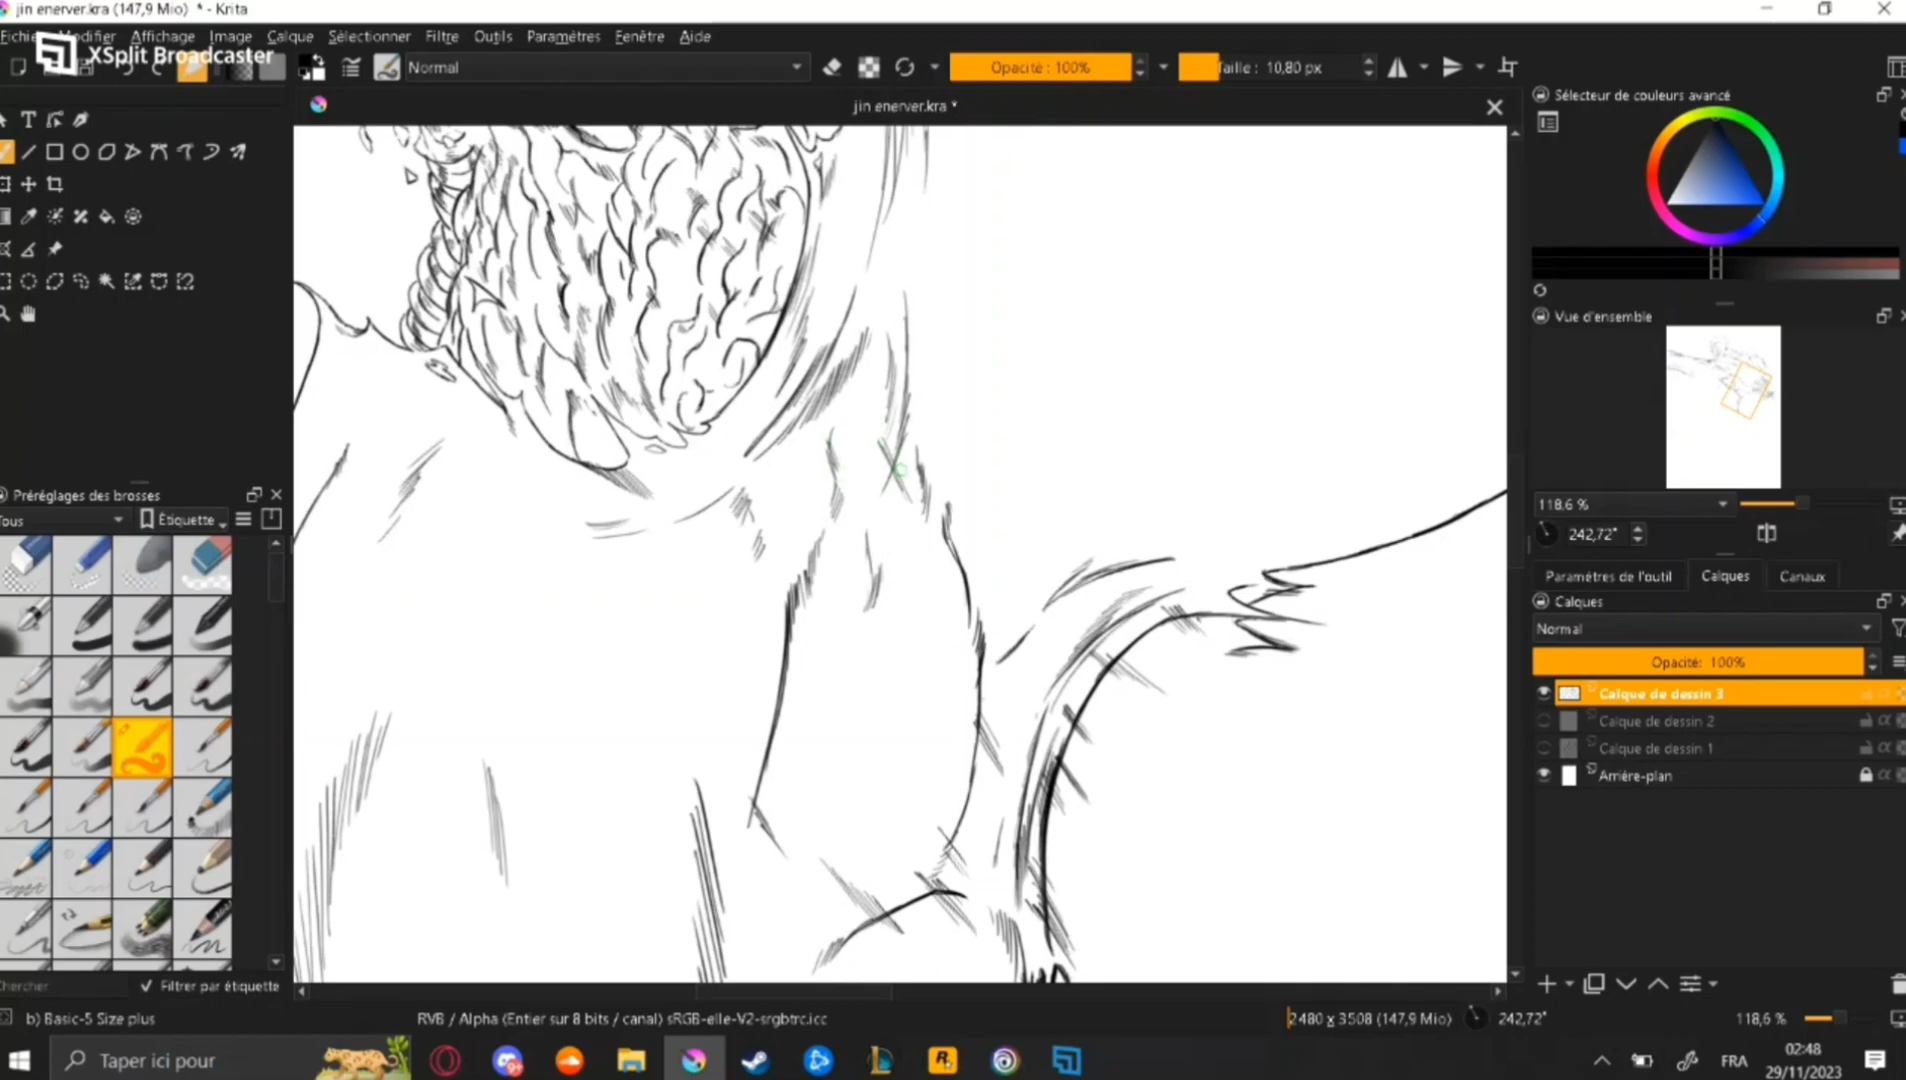 jin enerver.kra (147,9 Mio) * - Krita
Fichier Modifier Affichage Image Calque Sélectionner Filtre Outils Paramètres Fenêtre Aide
XSplit Broadcaster
Normal
Opacité : 100%
Taille : 10,80 px
jin enerver.kra *
Sélecteur de couleurs avancé
Vue d'ensemble
118,6 %
242,72°
Paramètres de l'outil
Calques
Canaux
Calques
Normal
Opacité: 100%
Calque de dessin 3
Calque de dessin 2
Calque de dessin 1
Arrière-plan
Préréglages des brosses
Tous
Étiquette
Chercher
Filtrer par étiquette
b) Basic-5 Size plus
RVB / Alpha (Entier sur 8 bits / canal) sRGB-elle-V2-srgbtrc.icc
2480 x 3508 (147,9 Mio)
242,72°
118,6 %
Taper ici pour
FRA
02:48
29/11/2023